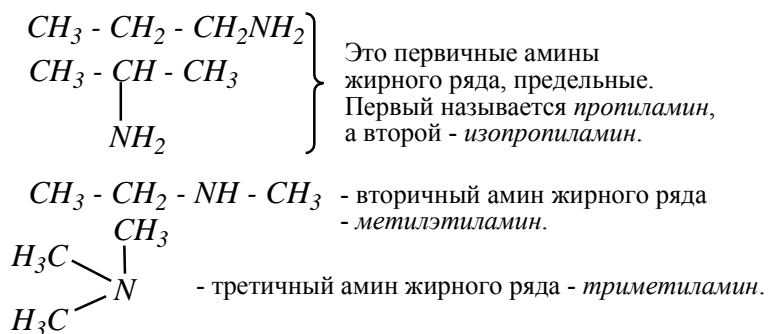 CH₃ - CH₂ - CH₂NH₂
CH₃ - CH - CH₃
NH₂
Это первичные амины
жирного ряда, предельные.
Первый называется пропиламин,
а второй - изопропиламин.
CH₃ - CH₂ - NH - CH₃ - вторичный амин жирного ряда
- метилэтиламин.
CH₃
H₃C
N - третичный амин жирного ряда - триметиламин.
H₃C